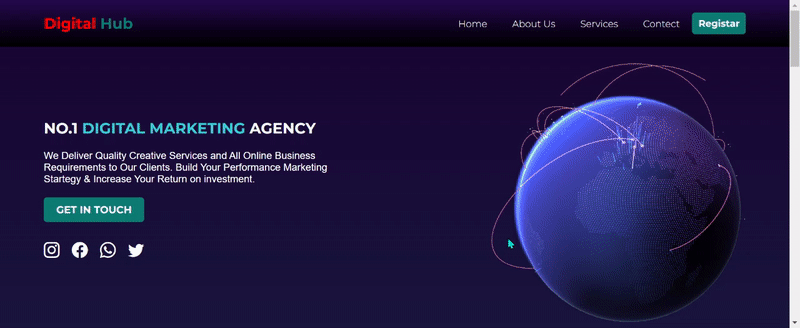 Digital Hub
Home About Us Services Contect Registar
NO.1 DIGITAL MARKETING AGENCY
We Deliver Quality Creative Services and All Online Business
Requirements to Our Clients. Build Your Performance Marketing
Startegy & Increase Your Return on investment.
GET IN TOUCH